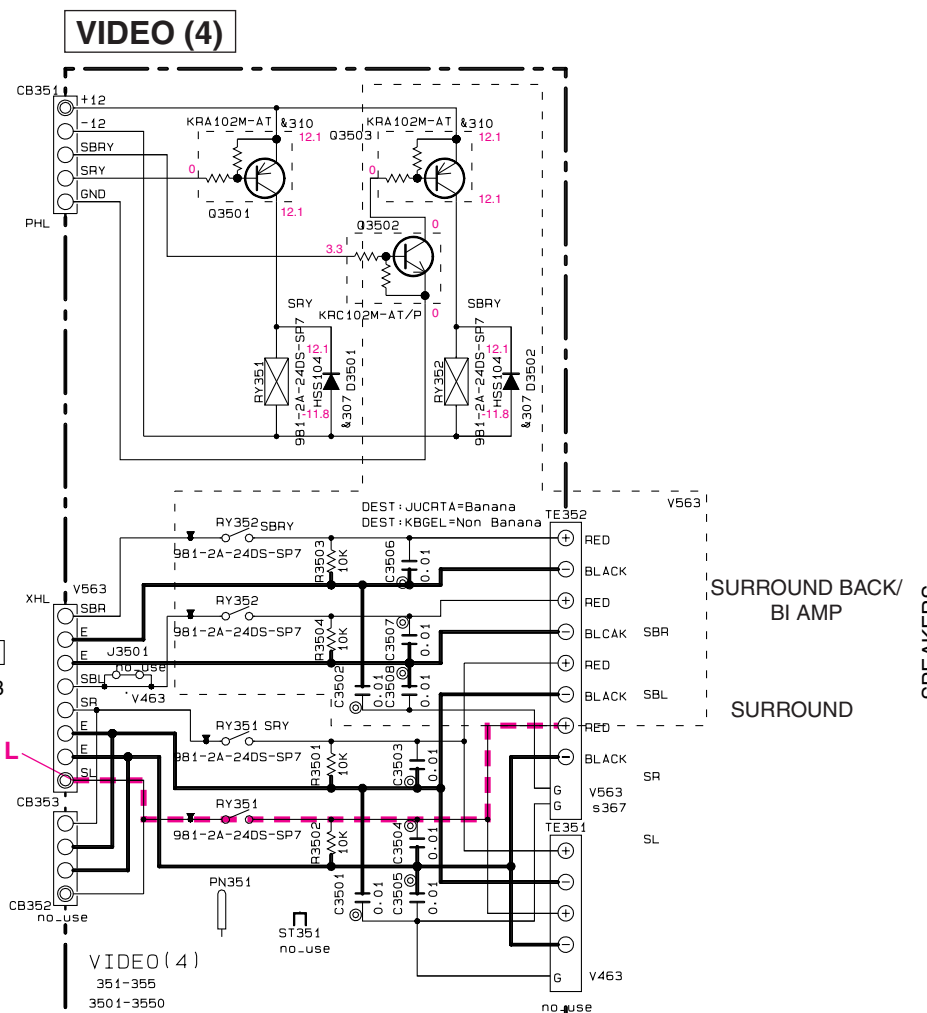 VIDEO (4)
CB351
+12
-12
SBRY
SRY
GND
PHL
KRA102M-AT &310
12.1
0
Q3501
12.1
Q3503
KRA102M-AT &310
12.1
0
12.1
Q3502
0
3.3
KRC102M-AT/P
0
SRY
RY351
981-2A-24DS-SP7
12.1
HSS104
-11.8
&307 D3501
SBRY
RY352
981-2A-24DS-SP7
12.1
HSS104
-11.8
&307 D3502
DEST:JUCRTA=Banana
DEST:KBGEL=Non Banana
V563
TE352
RY352 SBRY
981-2A-24DS-SP7
R3503
10K
C3506
0.01
RED
BLACK
RED
BLCAK SBR
RED
BLACK SBL
RED
BLACK
SR
SL
SURROUND BACK/
BI AMP
SURROUND
SPEAKERS
XHL
V563
SBR
E
E
SBL
SR
E
E
SL
L
3
CB353
J3501
no_use
V463
RY352
981-2A-24DS-SP7
R3504
10K
C3507
0.01
C3502
0.01
C3508
0.01
RY351 SRY
981-2A-24DS-SP7
R3501
10K
C3503
0.01
G V563
G s367
TE351
RY351
981-2A-24DS-SP7
R3502
10K
C3504
0.01
C3501
0.01
C3505
0.01
CB352
no_use
PN351
ST351
no_use
G V463
no_use
VIDEO(4)
351-355
3501-3550